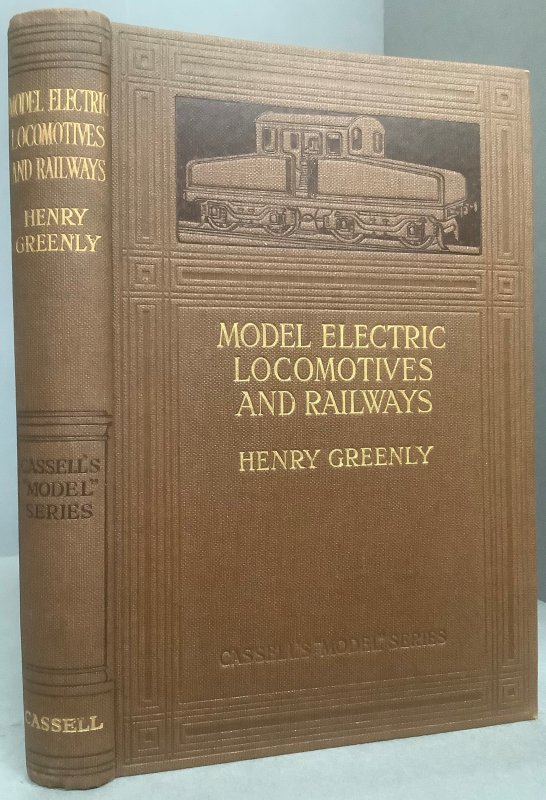 MODEL ELECTRIC
LOCOMOTIVES
AND RAILWAYS
HENRY
GREENLY
CASSELL'S
"MODEL"
SERIES
CASSELL
MODEL ELECTRIC
LOCOMOTIVES
AND RAILWAYS
HENRY GREENLY
CASSELL'S "MODEL" SERIES